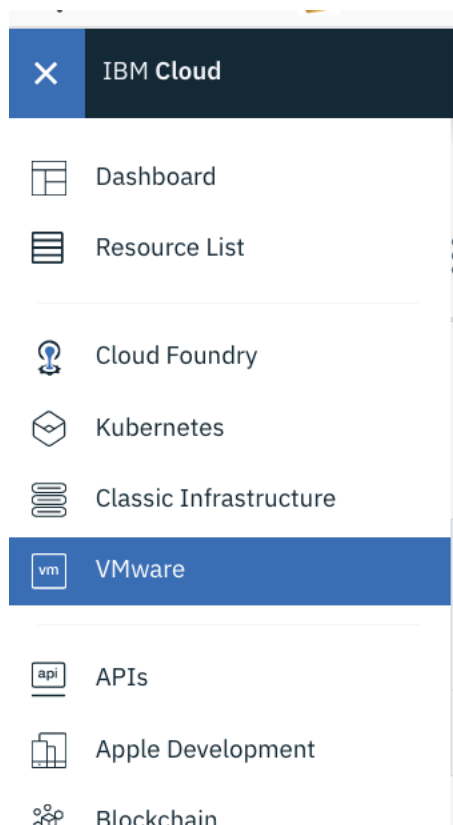 IBM Cloud
Dashboard
Resource List
Cloud Foundry
Kubernetes
Classic Infrastructure
vm VMware
api APIs
Apple Development
Blockchain